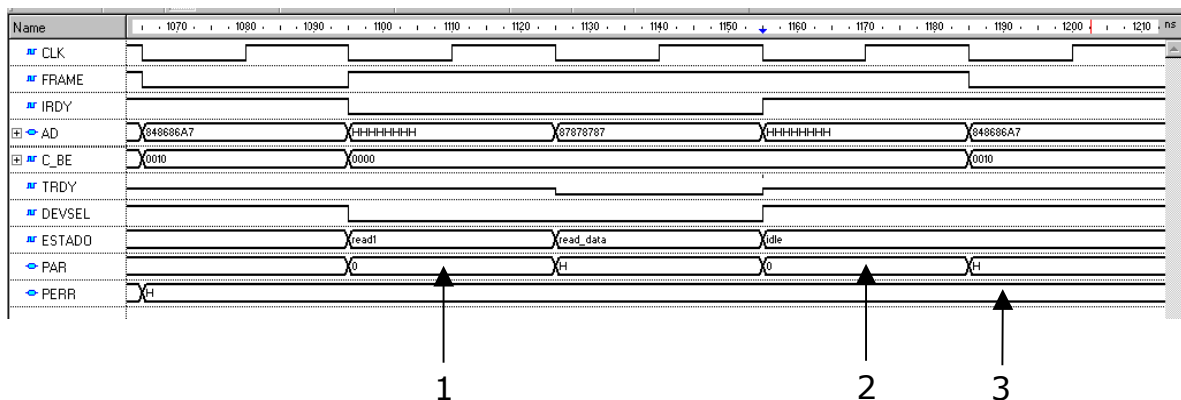 Name 1070 1080 1090 1100 1110 1120 1130 1140 1150 1160 1170 1180 1190 1200 1210 ns
CLK
FRAME
IRDY
AD 848686A7 HHHHHHHH 87878787 HHHHHHHH 848686A7
C_BE 0010 0000 0010
TRDY
DEVSEL
ESTADO read1 read_data idle
PAR 0 H 0 H
PERR H
1 2 3